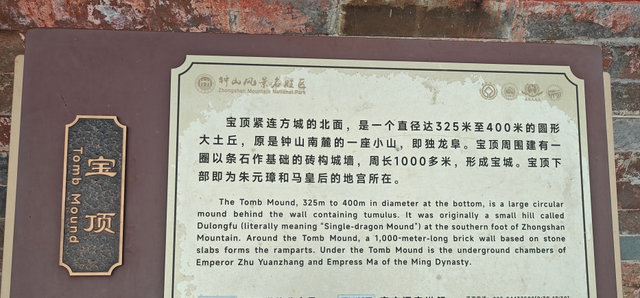 钟山风景名胜区
Zhongshan Mountain National Park
宝顶
Tomb Mound
宝顶紧连方城的北面，是一个直径达325米至400米的圆形
大土丘，原是钟山南麓的一座小山，即独龙阜。宝顶周围建有一
圈以条石作基础的砖构城墙，周长1000多米，形成宝城。宝顶下
部即为朱元璋和马皇后的地宫所在。
The Tomb Mound, 325m to 400m in diameter at the bottom, is a large circular
mound behind the wall containing tumulus. It was originally a small hill called
Dulongfu (literally meaning "Single-dragon Mound") at the southern foot of Zhongshan
Mountain. Around the Tomb Mound, a 1,000-meter-long brick wall based on stone
slabs forms the ramparts. Under the Tomb Mound is the underground chambers of
Emperor Zhu Yuanzhang and Empress Ma of the Ming Dynasty.